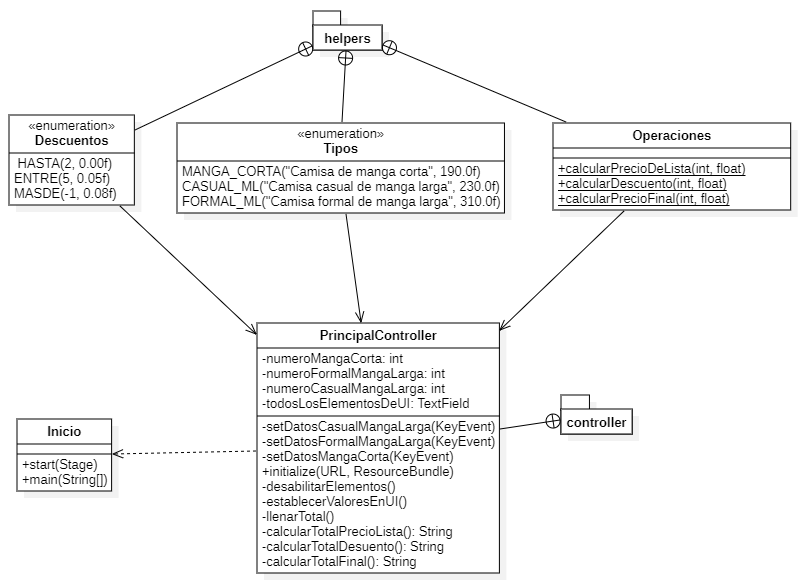 helpers
«enumeration»
Descuentos
HASTA(2, 0.00f)
ENTRE(5, 0.05f)
MASDE(-1, 0.08f)
«enumeration»
Tipos
MANGA_CORTA("Camisa de manga corta", 190.0f)
CASUAL_ML("Camisa casual de manga larga", 230.0f)
FORMAL_ML("Camisa formal de manga larga", 310.0f)
Operaciones
+calcularPrecioDeLista(int, float)
+calcularDescuento(int, float)
+calcularPrecioFinal(int, float)
PrincipalController
-numeroMangaCorta: int
-numeroFormalMangaLarga: int
-numeroCasualMangaLarga: int
-todosLosElementosDeUI: TextField
-setDatosCasualMangaLarga(KeyEvent)
-setDatosFormalMangaLarga(KeyEvent)
-setDatosMangaCorta(KeyEvent)
+initialize(URL, ResourceBundle)
-desabilitarElementos()
-establecerValoresEnUI()
-llenarTotal()
-calcularTotalPrecioLista(): String
-calcularTotalDesuento(): String
-calcularTotalFinal(): String
controller
Inicio
+start(Stage)
+main(String[])